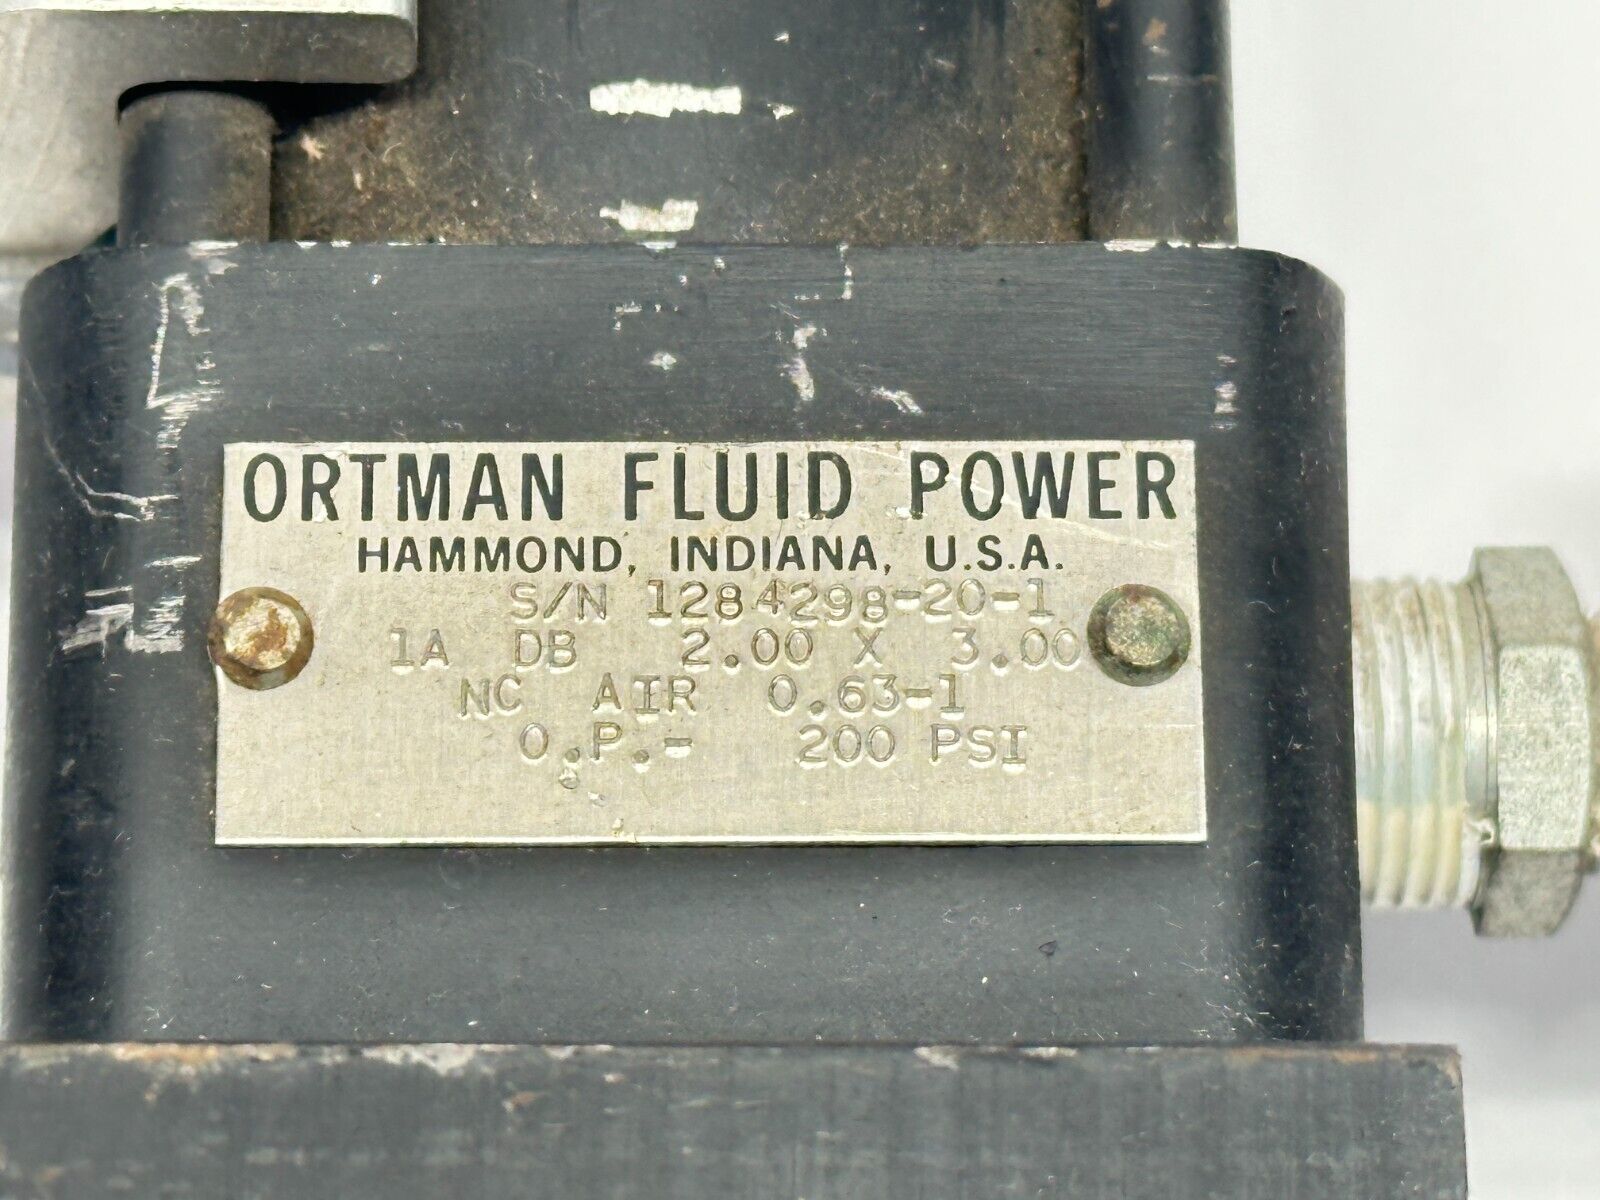 ORTMAN FLUID POWER
HAMMOND, INDIANA, U.S.A.
S/N 1284298-20-1
1A DB 2.00 X 3.00
NC AIR 0.63-1
O.P.- 200 PSI